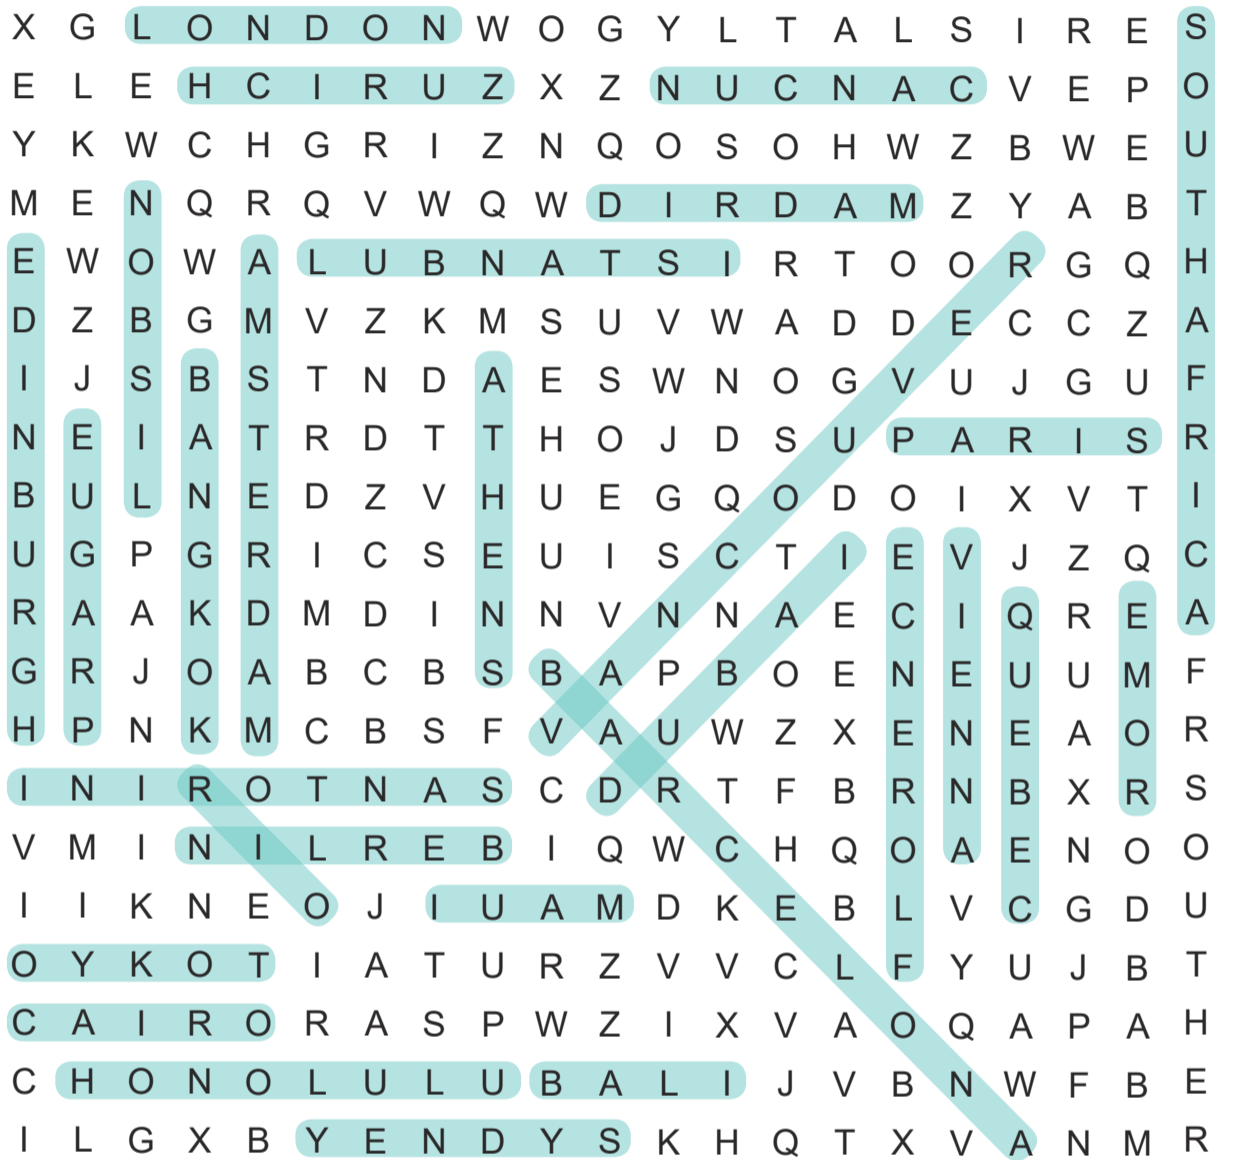 X G L O N D O N W O G Y L T A L S I R E S
E L E H C I R U Z X Z N U C N A C V E P O
Y K W C H G R I Z N Q O S O H W Z B W E U
M E N Q R Q V W Q W D I R D A M Z Y A B T
E W O W A L U B N A T S I R T O O R G Q H
D Z B G M V Z K M S U V W A D D E C C Z A
I J S B S T N D A E S W N O G V U J G U F
N E I A T R D T T H O J D S U P A R I S R
B U L N E D Z V H U E G Q O D O I X V T I
U G P G R I C S E U I S C T I E V J Z Q C
R A A K D M D I N N V N N A E C I Q R E A
G R J O A B C B S B A P B O E N E U U M F
H P N K M C B S F V A U W Z X E N E A O R
I N I R O T N A S C D R T F B R N B X R S
V M I N I L R E B I Q W C H Q O A E N O O
I I K N E O J I U A M D K E B L V C G D U
O Y K O T I A T U R Z V V C L F Y U J B T
C A I R O R A S P W Z I X V A O Q A P A H
C H O N O L U L U B A L I J V B N W F B E
I L G X B Y E N D Y S K H Q T X V A N M R